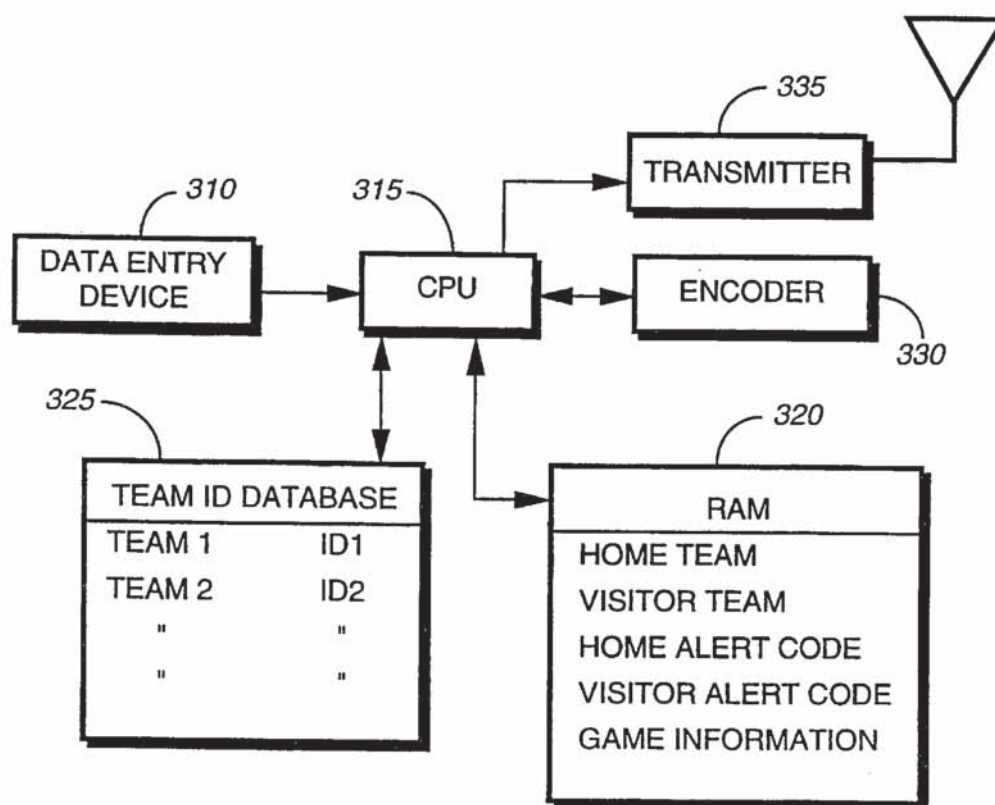 335
TRANSMITTER
310
315
DATA ENTRY
DEVICE
CPU
ENCODER
330
325
320
TEAM ID DATABASE
TEAM 1 ID1
TEAM 2 ID2
" "
" "
RAM
HOME TEAM
VISITOR TEAM
HOME ALERT CODE
VISITOR ALERT CODE
GAME INFORMATION